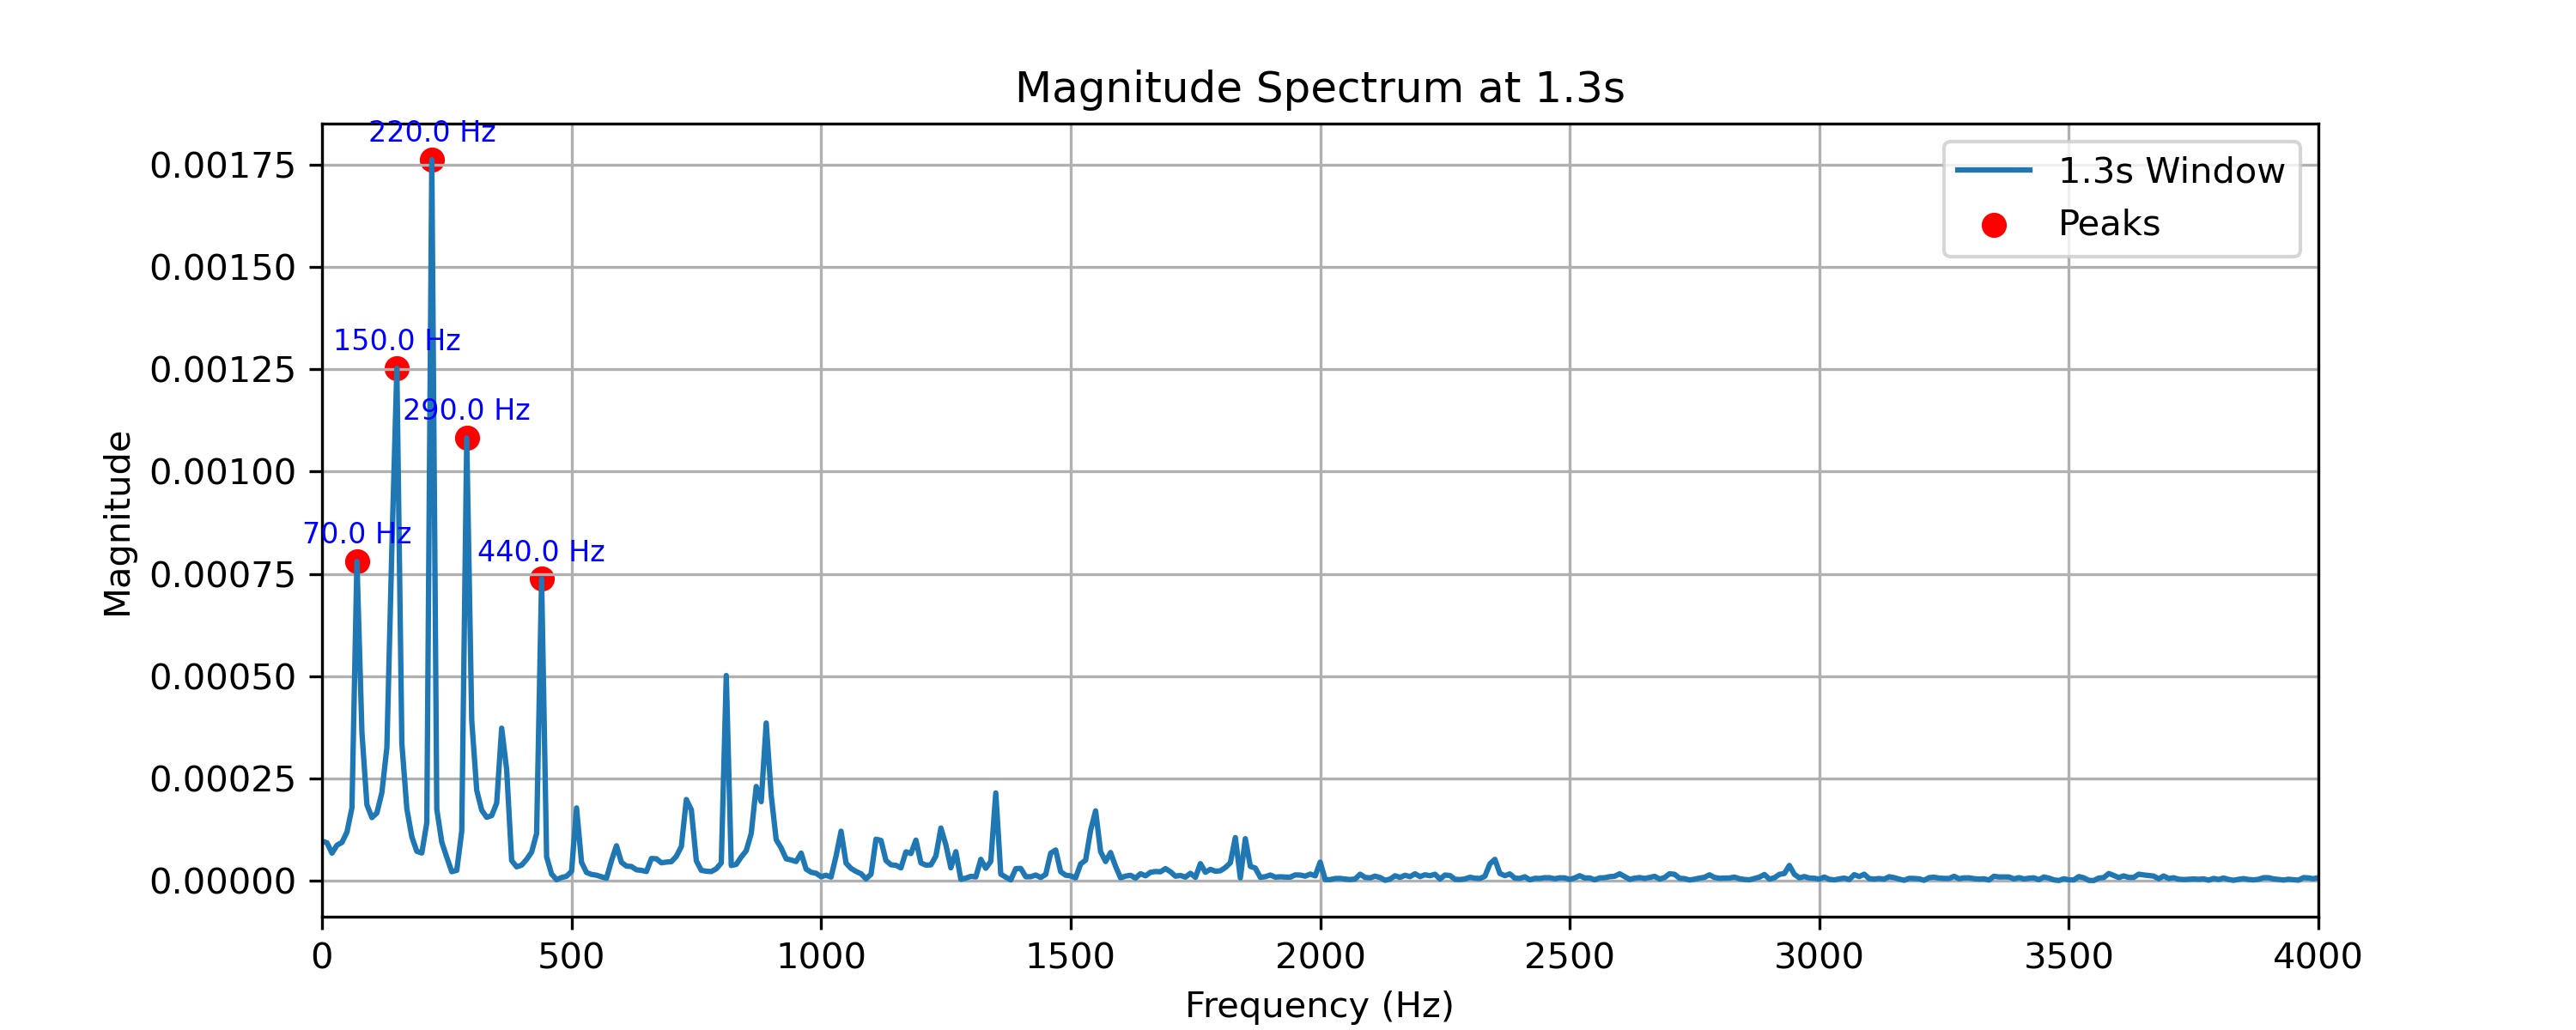 Magnitude Spectrum at 1.3s
220.0 Hz
150.0 Hz
290.0 Hz
70.0 Hz
440.0 Hz
1.3s Window
Peaks
Magnitude
0.00175
0.00150
0.00125
0.00100
0.00075
0.00050
0.00025
0.00000
0 500 1000 1500 2000 2500 3000 3500 4000
Frequency (Hz)